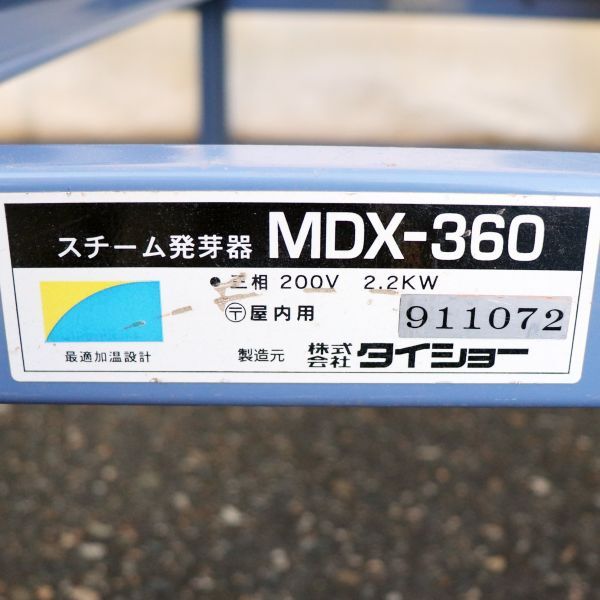 スチーム発芽器 MDX-360
●三相 200V 2.2KW
〶屋内用
911072
最適加温設計
製造元 株式会社 タイショー